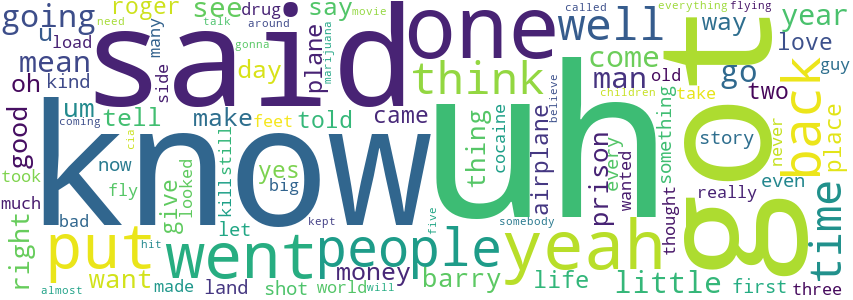 going
roger
see
drug
say
u
load
need
talk
around
many
movie
mean
gonna
oh
kind
side
day
plane
marijuana
said
one
well
called
everything
flying
way
year
love
come
think
man
old
go
guy
two
back
take
children
got
good
um
tell
make
told
came
thing
cocaine
airplane
believe
prison
every
wanted
something
story
never
place
coming
cia
know
uh
now
still
kill
yes
big
fly
looked
took
give
much
bad
let
right
put
went
people
yeah
kept
five
somebody
thought
really
even
time
hit
want
money
barry
life
little
first
three
almost
made
land
shot
world
will
feet